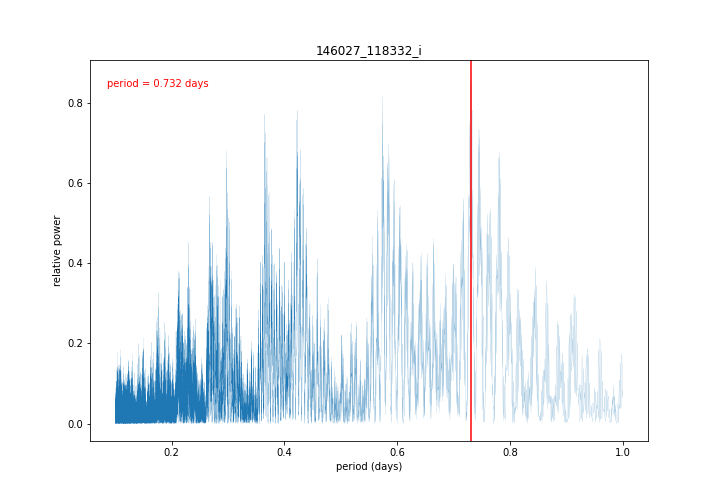 146027_118332_i
period = 0.732 days
relative power
0.8
0.6
0.4
0.2
0.0
0.2 0.4 0.6 0.8 1.0
period (days)